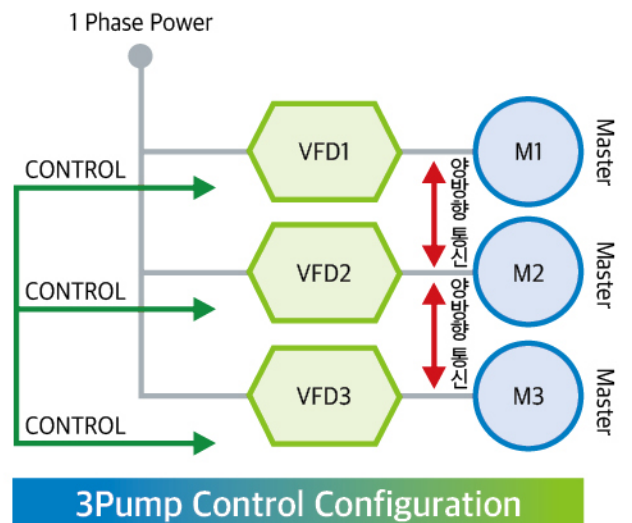 1 Phase Power
VFD1
M1
Master
CONTROL
양방향 통신
VFD2
M2
Master
CONTROL
양방향 통신
VFD3
M3
Master
CONTROL
3Pump Control Configuration